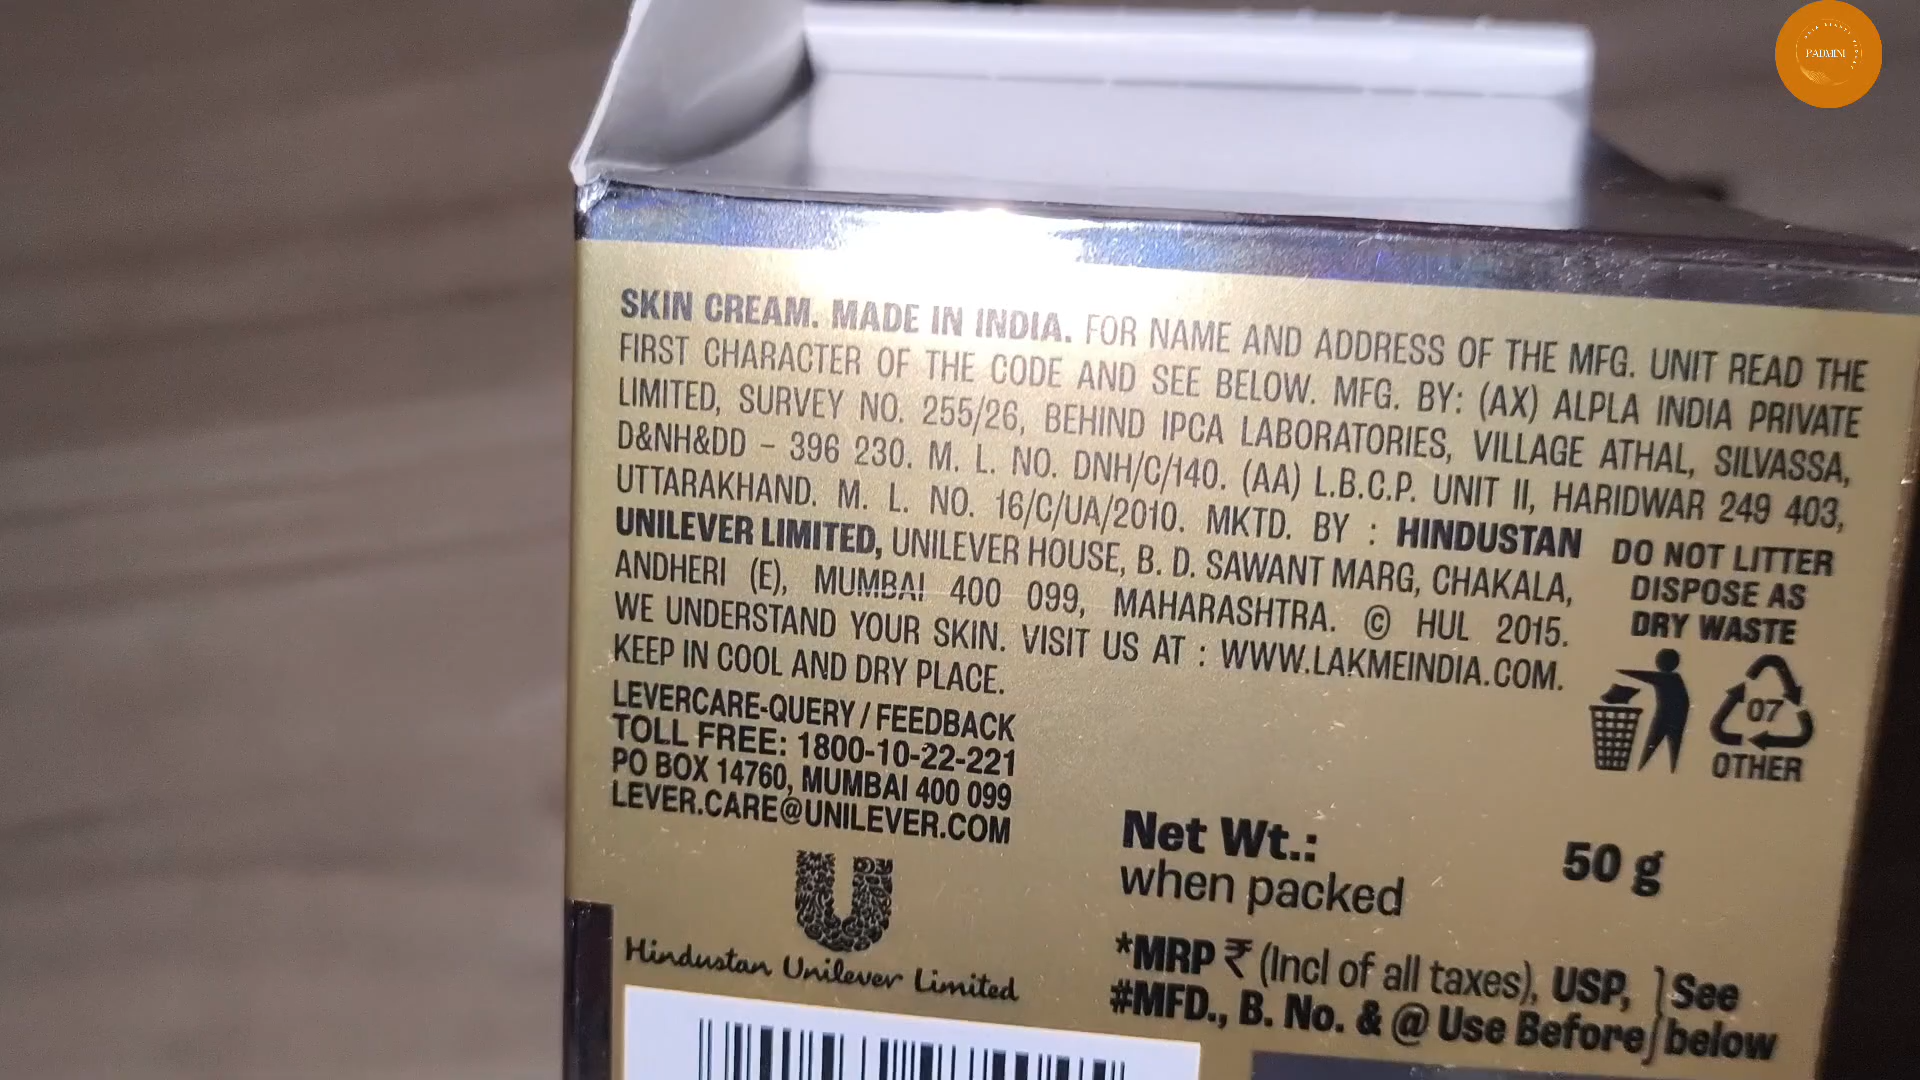 PADMINI
SKIN CREAM. MADE IN INDIA. FOR NAME AND ADDRESS OF THE MFG. UNIT READ THE
FIRST CHARACTER OF THE CODE AND SEE BELOW. MFG. BY: (AX) ALPLA INDIA PRIVATE
LIMITED, SURVEY NO. 255/26, BEHIND IPCA LABORATORIES, VILLAGE ATHAL, SILVASSA,
D&NH&DD – 396 230. M. L. NO. DNH/C/140. (AA) L.B.C.P. UNIT II, HARIDWAR 249 403,
UTTARAKHAND. M. L. NO. 16/C/UA/2010. MKTD. BY : HINDUSTAN
UNILEVER LIMITED, UNILEVER HOUSE, B. D. SAWANT MARG, CHAKALA,
ANDHERI (E), MUMBAI 400 099, MAHARASHTRA. © HUL 2015.
WE UNDERSTAND YOUR SKIN. VISIT US AT : WWW.LAKMEINDIA.COM.
KEEP IN COOL AND DRY PLACE.
LEVERCARE-QUERY / FEEDBACK
TOLL FREE: 1800-10-22-221
PO BOX 14760, MUMBAI 400 099
LEVER.CARE@UNILEVER.COM
DO NOT LITTER
DISPOSE AS
DRY WASTE
07
OTHER
Hindustan Unilever Limited
Net Wt.: 50 g
when packed
*MRP ₹ (Incl of all taxes), USP, } See
#MFD., B. No. & @ Use Before } below